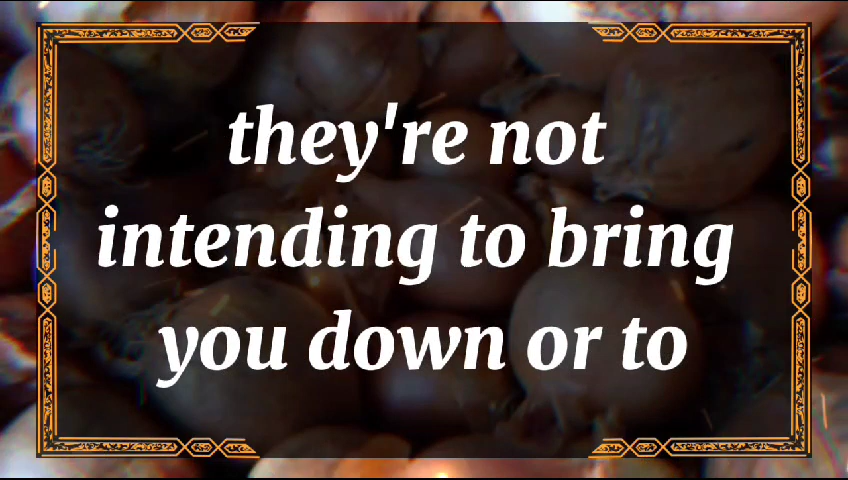 they're not
intending to bring
you down or to